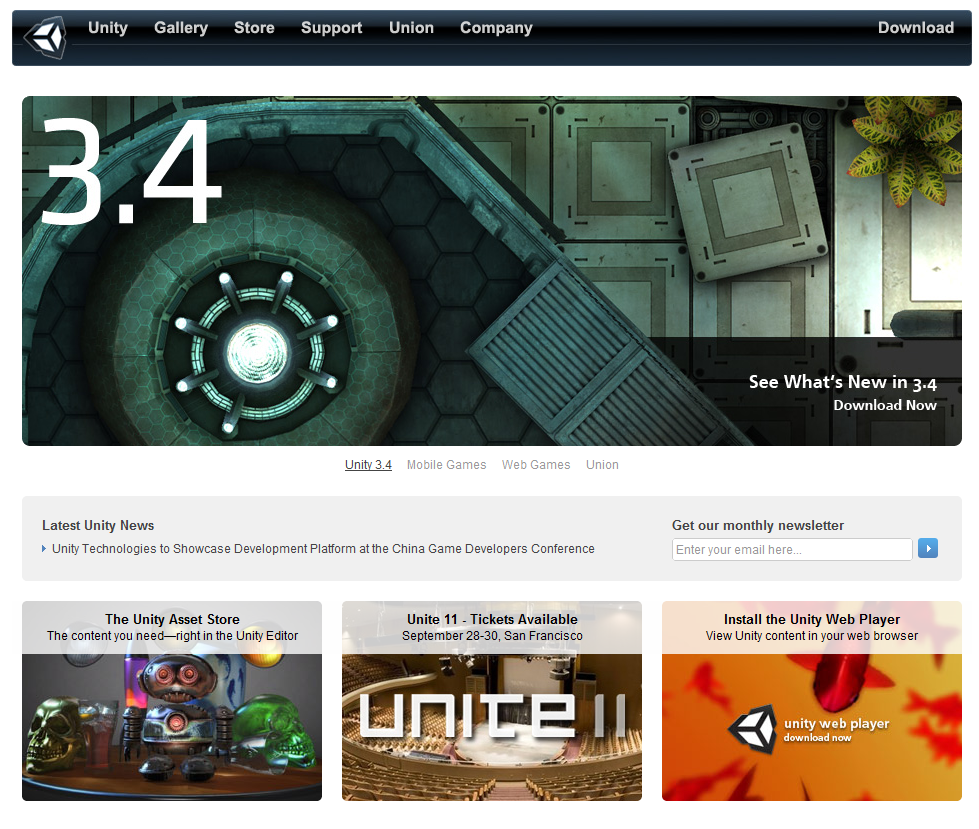 Unity Gallery Store Support Union Company Download
3.4
See What's New in 3.4
Download Now
Unity 3.4 Mobile Games Web Games Union
Latest Unity News
Unity Technologies to Showcase Development Platform at the China Game Developers Conference
Get our monthly newsletter
Enter your email here...
The Unity Asset Store
The content you need—right in the Unity Editor
Unite 11 - Tickets Available
September 28-30, San Francisco
UNITE 11
Install the Unity Web Player
View Unity content in your web browser
unity web player
download now